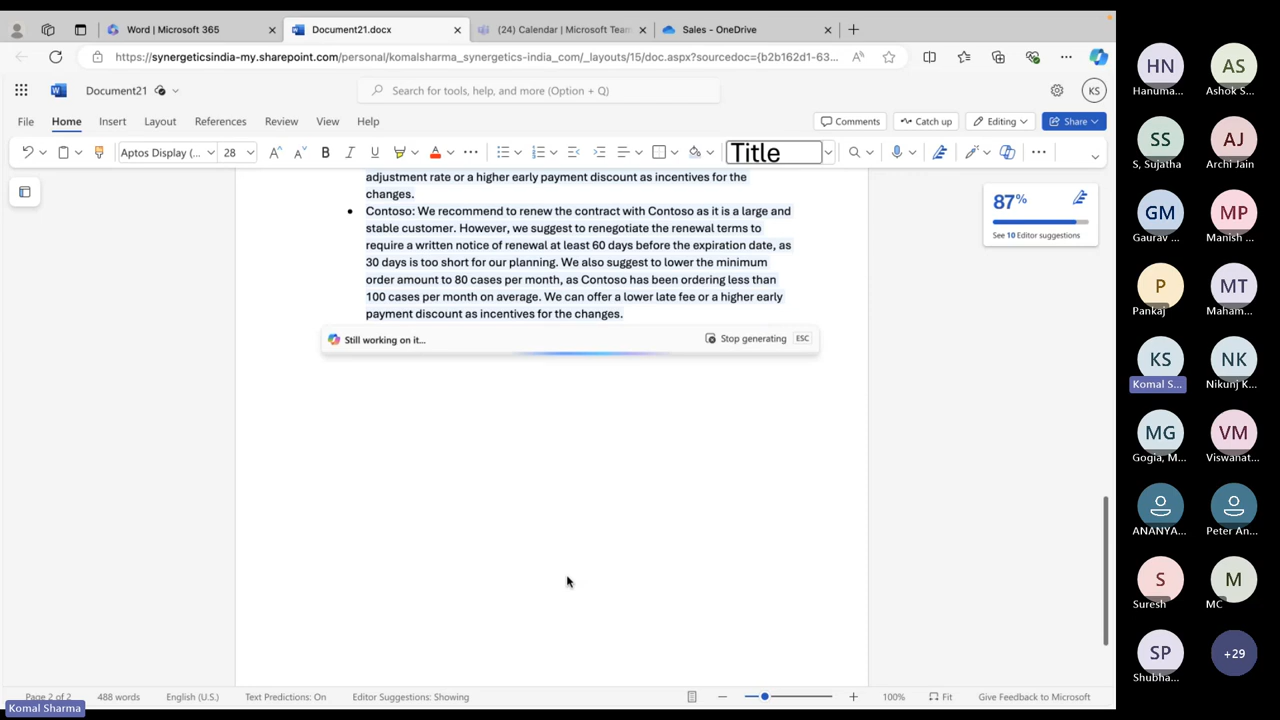 Word | Microsoft 365
Document21.docx
(24) Calendar | Microsoft Team
Sales - OneDrive
https://synergeticsindia-my.sharepoint.com/personal/komalsharma_synergetics-india_com/_layouts/15/doc.aspx?sourcedoc={b2b162d1-63...
Document21
Search for tools, help, and more (Option + Q)
KS
File Home Insert Layout References Review View Help
Comments Catch up Editing Share
Aptos Display (... 28 Title
adjustment rate or a higher early payment discount as incentives for the
changes.
• Contoso: We recommend to renew the contract with Contoso as it is a large and
stable customer. However, we suggest to renegotiate the renewal terms to
require a written notice of renewal at least 60 days before the expiration date, as
30 days is too short for our planning. We also suggest to lower the minimum
order amount to 80 cases per month, as Contoso has been ordering less than
100 cases per month on average. We can offer a lower late fee or a higher early
payment discount as incentives for the changes.
Still working on it... Stop generating ESC
87%
See 10 Editor suggestions
Page 2 of 2 488 words English (U.S.) Text Predictions: On Editor Suggestions: Showing 100% Fit Give Feedback to Microsoft
Komal Sharma
HN AS
Hanuma... Ashok S...
SS AJ
S, Sujatha Archi Jain
GM MP
Gaurav ... Manish ...
P MT
Pankaj Maham...
KS NK
Komal S... Nikunj K...
MG VM
Gogia, M... Viswanat...
ANANYA... Peter An...
S M
Suresh MC
SP +29
Shubha...